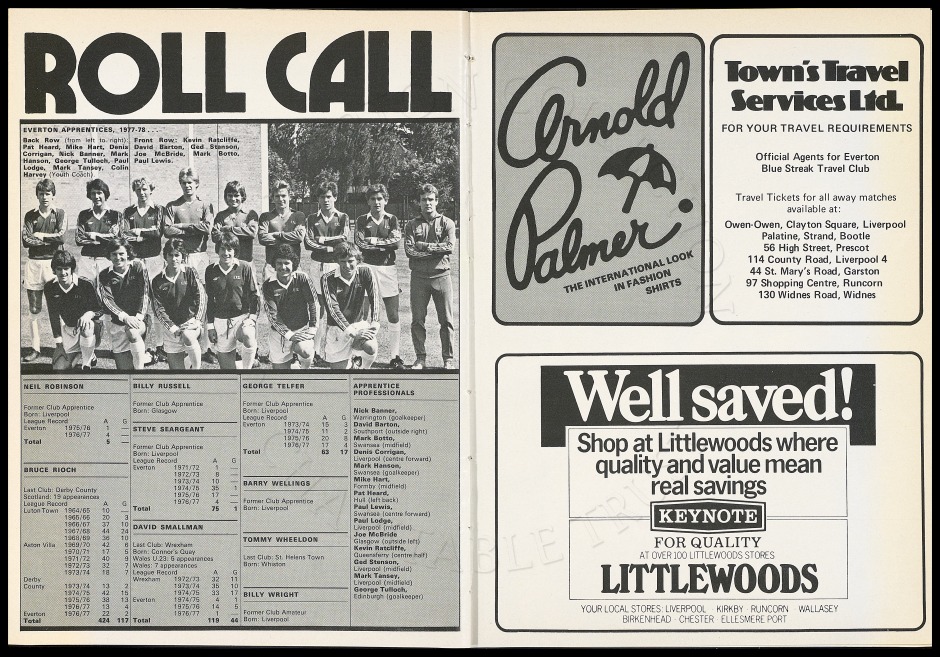 ROLL CALL
EVERTON APPRENTICES, 1977-78 . . .
Back Row (from left to right):
Pat Heard, Mike Hart, Denis
Corrigan, Nick Banner, Mark
Hanson, George Tulloch, Paul
Lodge, Mark Tansey, Colin
Harvey (Youth Coach).
Front Row: Kevin Ratcliffe,
David Barton, Ged Stenson,
Joe McBride, Mark Botto,
Paul Lewis.
NEIL ROBINSON
Former Club Apprentice
Born: Liverpool
League Record A G
Everton 1975/76 1 —
1976/77 4 —
Total 5 —
BRUCE RIOCH
Last Club: Derby County
Scotland: 19 appearances
League Record A G
Luton Town 1964/65
1965/66
1966/67
1967/68 44 24
1968/69 36 10
Aston Villa 1969/70
1970/71 17 5
1971/72 40 9
1972/73 32 7
1973/74 18 7
Derby
County 1973/74 13 2
1974/75 42 15
1975/76 38 13
1976/77 13 4
Everton 1976/77 22 2
Total 424 117
BILLY RUSSELL
Former Club Apprentice
Born: Glasgow
STEVE SEARGEANT
Former Club Apprentice
Born: Liverpool
League Record A G
Everton 1971/72 1 —
1972/73 8 —
1973/74 10 —
1974/75 35 1
1975/76 17 —
1976/77 4 —
Total 75 1
DAVID SMALLMAN
Last Club: Wrexham
Born: Connor's Quay
Wales U.23: 5 appearances
Wales: 7 appearances
League Record A G
Wrexham 1972/73 32 11
1973/74 35 10
1974/75 33 17
Everton 1974/75 4 1
1975/76 14 5
1976/77 1 —
Total 119 44
GEORGE TELFER
Former Club Apprentice
Born: Liverpool
League Record A G
Everton 1973/74 15 3
1974/75 11 2
1975/76 20 8
1976/77 17 4
Total 63 17
BARRY WELLINGS
Former Club Apprentice
Born: Liverpool
TOMMY WHEELDON
Last Club: St. Helens Town
Born: Whiston
BILLY WRIGHT
Former Club Amateur
Born: Liverpool
APPRENTICE
PROFESSIONALS
Nick Banner,
Warrington (goalkeeper)
David Barton,
Southport (outside right)
Mark Botto,
Swansea (midfield)
Denis Corrigan,
Liverpool (centre forward)
Mark Hanson,
Swansea (goalkeeper)
Mike Hart,
Formby (midfield)
Pat Heard,
Hull (left back)
Paul Lewis,
Swansea (centre forward)
Paul Lodge,
Liverpool (midfield)
Joe McBride
Glasgow (outside left)
Kevin Ratcliffe,
Queensferry (centre half)
Ged Stenson,
Liverpool (midfield)
Mark Tansey,
Liverpool (midfield)
George Tulloch,
Edinburgh (goalkeeper)
Arnold
Palmer
THE INTERNATIONAL LOOK
IN FASHION
SHIRTS
Town's Travel
Services Ltd.
FOR YOUR TRAVEL REQUIREMENTS
Official Agents for Everton
Blue Streak Travel Club
Travel Tickets for all away matches
available at:
Owen-Owen, Clayton Square, Liverpool
Palatine, Strand, Bootle
56 High Street, Prescot
114 County Road, Liverpool 4
44 St. Mary's Road, Garston
97 Shopping Centre, Runcorn
130 Widnes Road, Widnes
Well saved!
Shop at Littlewoods where
quality and value mean
real savings
KEYNOTE
FOR QUALITY
AT OVER 100 LITTLEWOODS STORES
LITTLEWOODS
YOUR LOCAL STORES: LIVERPOOL · KIRKBY · RUNCORN · WALLASEY
BIRKENHEAD · CHESTER · ELLESMERE PORT